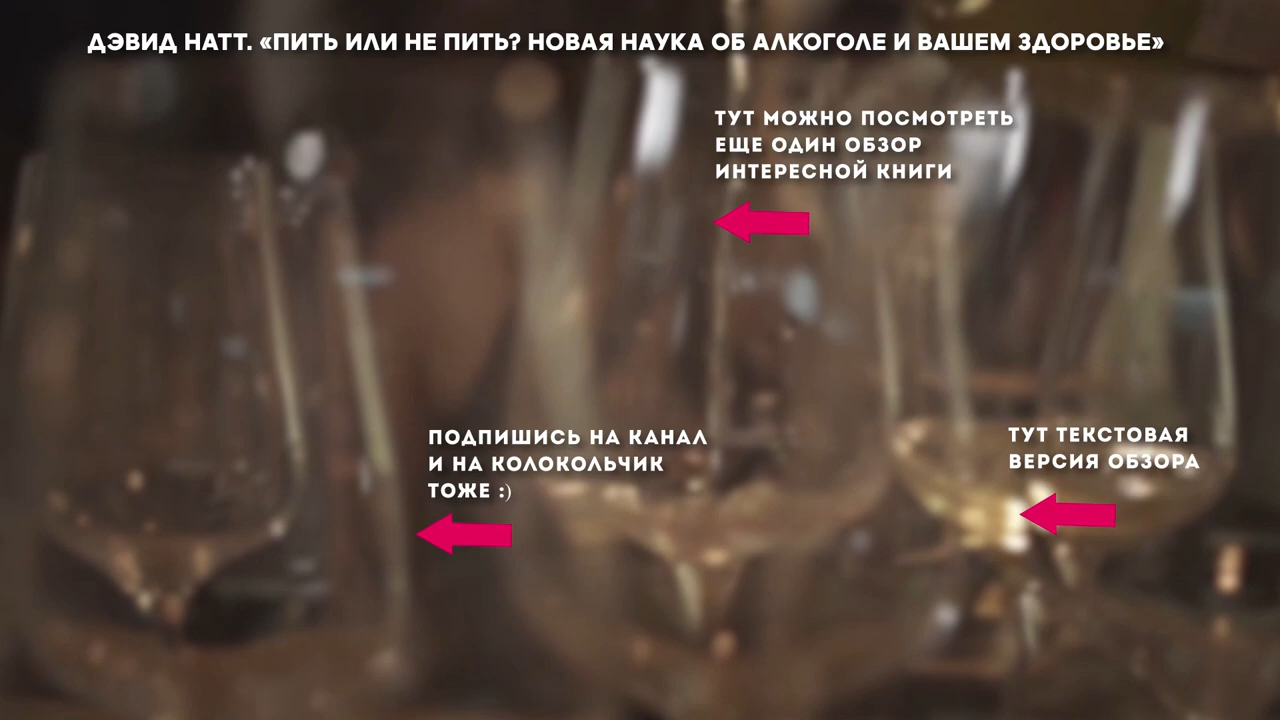 ДЭВИД НАТТ. «ПИТЬ ИЛИ НЕ ПИТЬ? НОВАЯ НАУКА ОБ АЛКОГОЛЕ И ВАШЕМ ЗДОРОВЬЕ»
ТУТ МОЖНО ПОСМОТРЕТЬ
ЕЩЕ ОДИН ОБЗОР
ИНТЕРЕСНОЙ КНИГИ
ПОДПИШИСЬ НА КАНАЛ
И НА КОЛОКОЛЬЧИК
ТОЖЕ :)
ТУТ ТЕКСТОВАЯ
ВЕРСИЯ ОБЗОРА